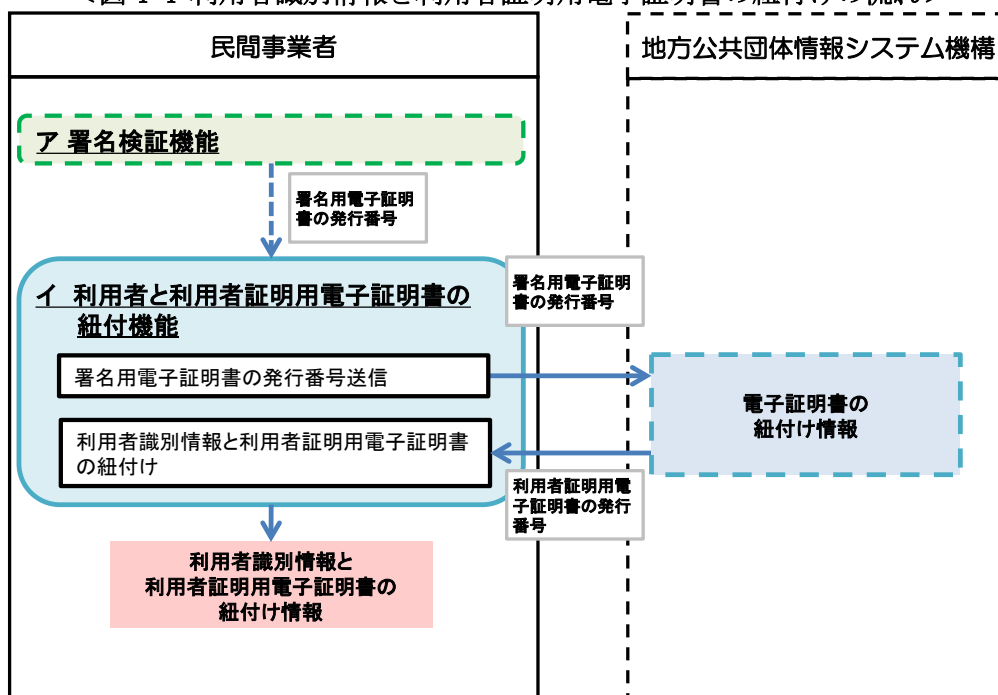 民間事業者
地方公共団体情報システム機構
ア 署名検証機能
署名用電子証明
書の発行番号
イ 利用者と利用者証明用電子証明書の
紐付機能
署名用電子証明
書の発行番号
署名用電子証明書の発行番号送信
電子証明書の
紐付け情報
利用者識別情報と利用者証明用電子証明書
の紐付け
利用者証明用電
子証明書の発行
番号
利用者識別情報と
利用者証明用電子証明書の
紐付け情報